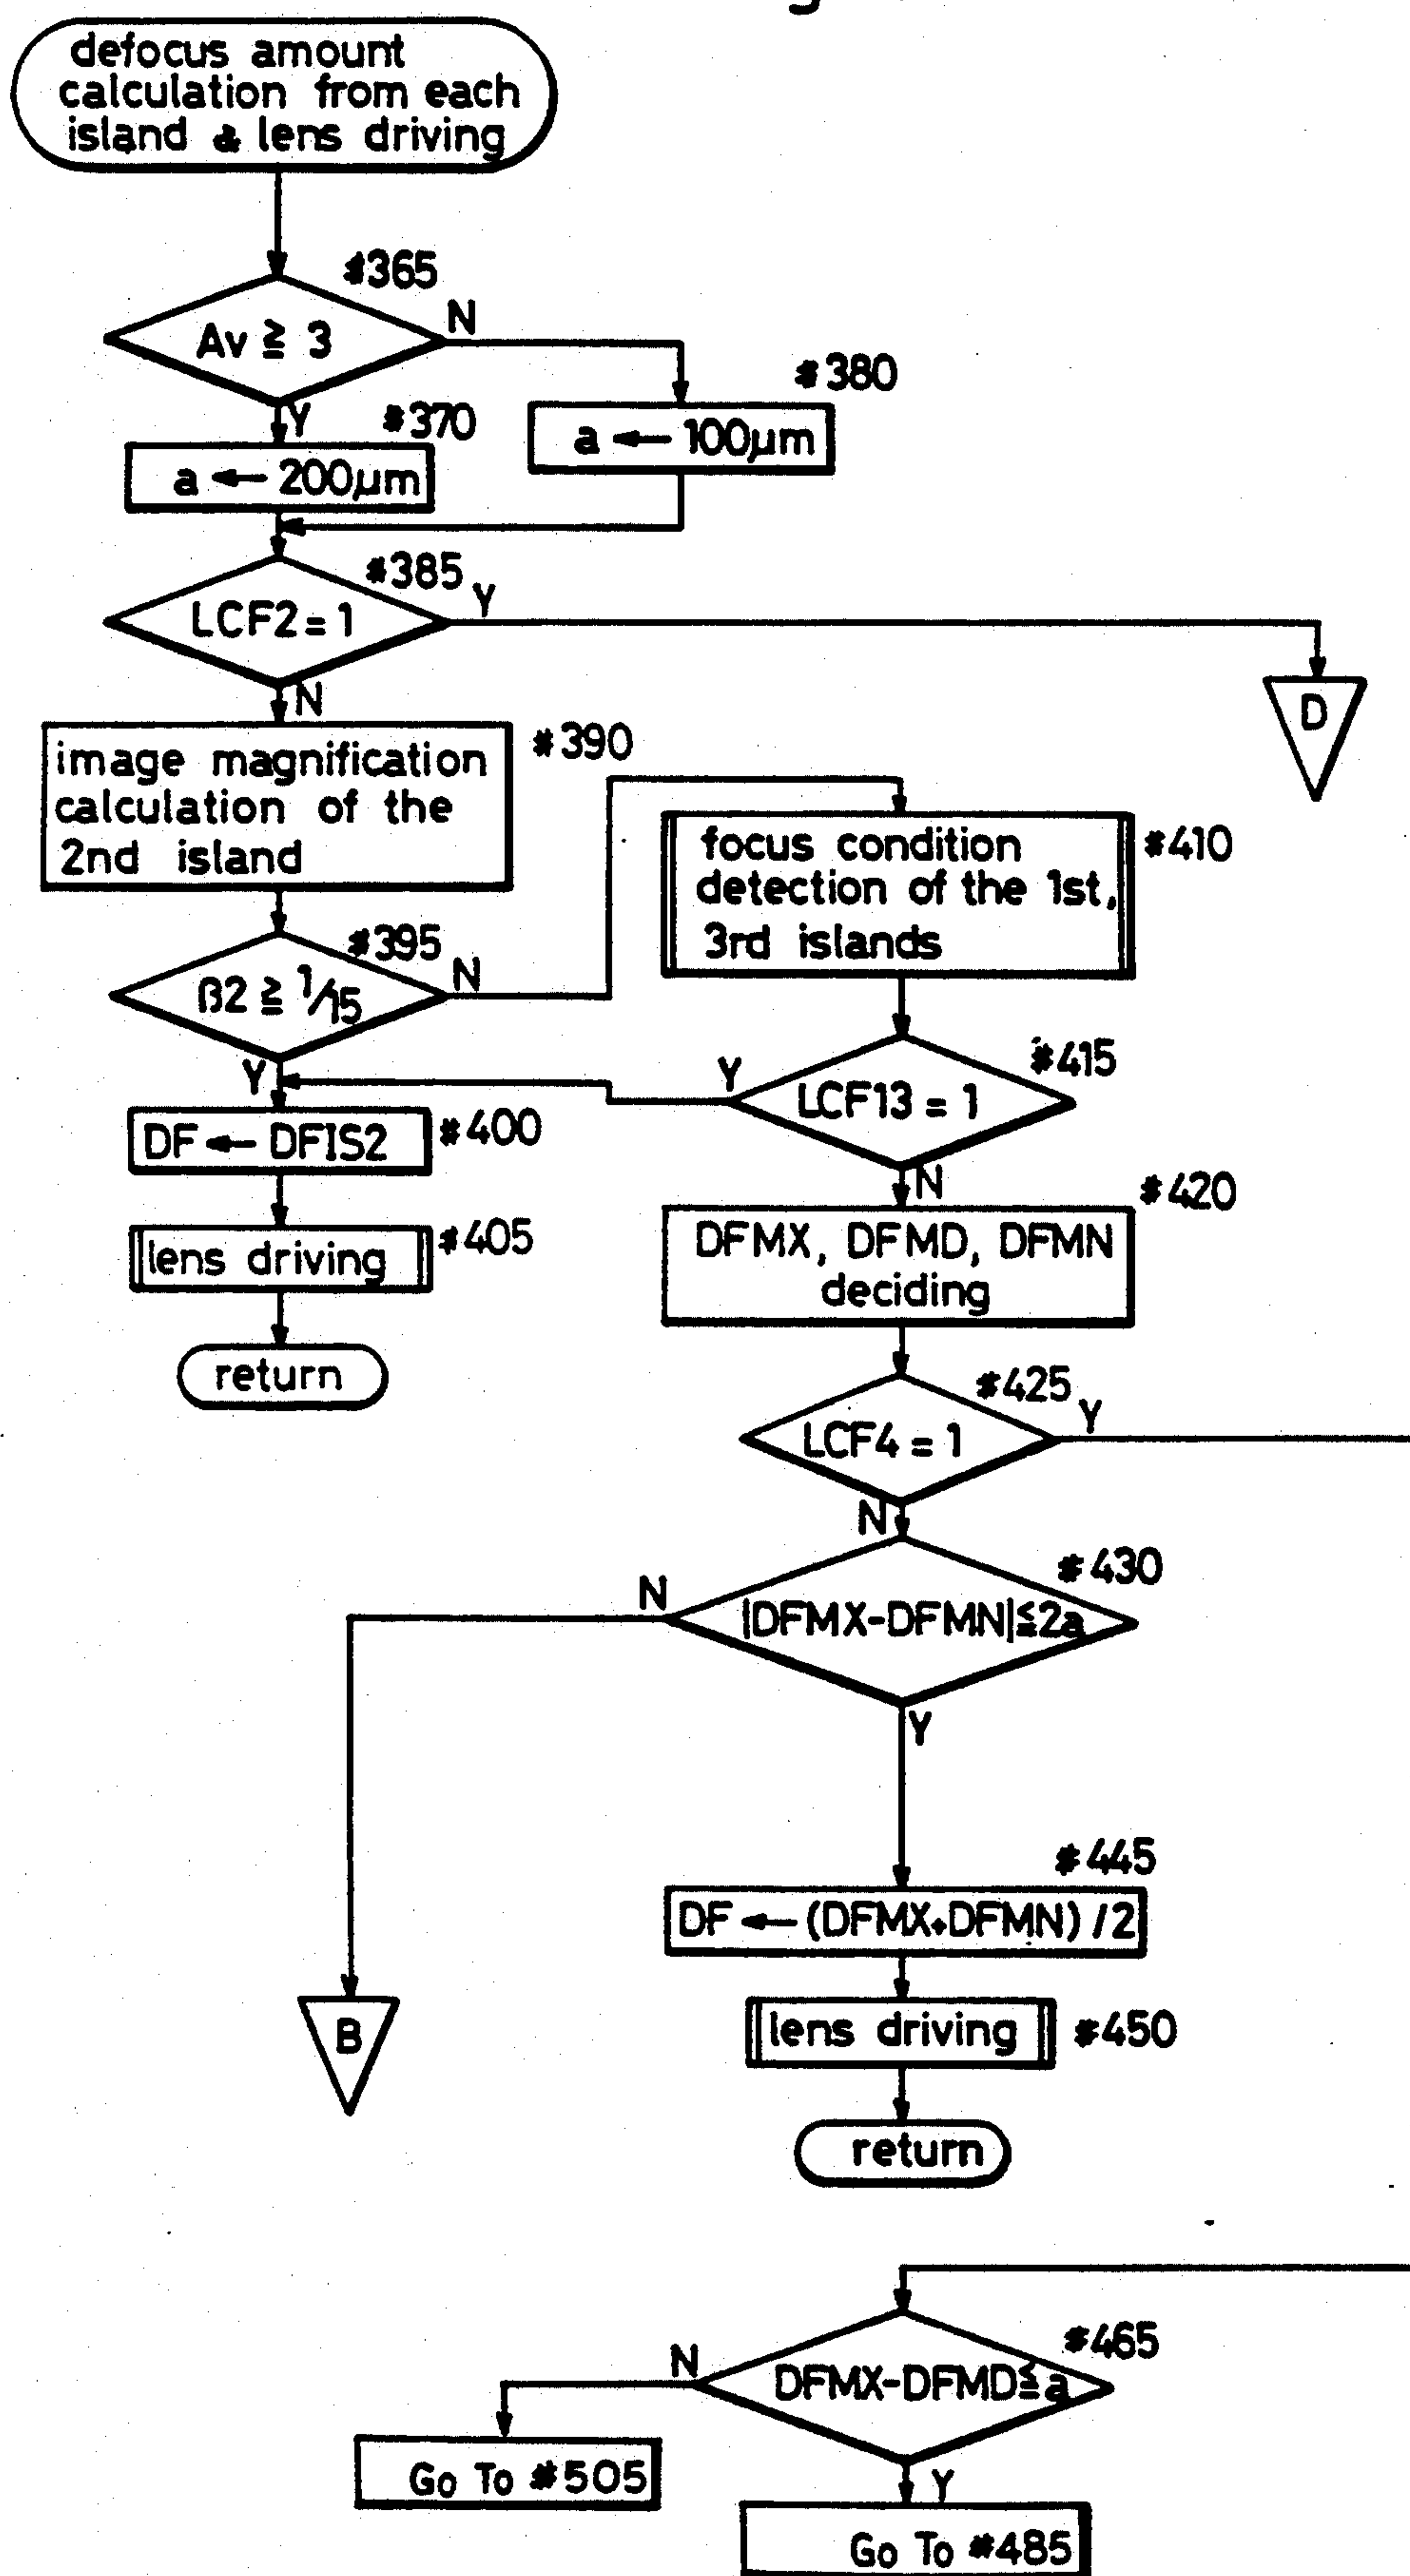 defocus amount
calculation from each
island & lens driving
#365
Av ≧ 3
N
#380
Y
#370
a ← 100μm
a ← 200μm
#385
LCF2 = 1
Y
N
D
image magnification
calculation of the
2nd island
#390
focus condition
detection of the 1st,
3rd islands
#410
#395
β2 ≧ 1/15
N
Y
#415
LCF13 = 1
Y
N
DF ← DFIS2
#400
lens driving
#405
return
#420
DFMX, DFMD, DFMN
deciding
#425
LCF4 = 1
Y
N
#430
|DFMX-DFMN|≦2a
N
Y
B
#445
DF ← (DFMX+DFMN)/2
lens driving
#450
return
#465
DFMX-DFMD≦a
N
Y
Go To #505
Go To #485